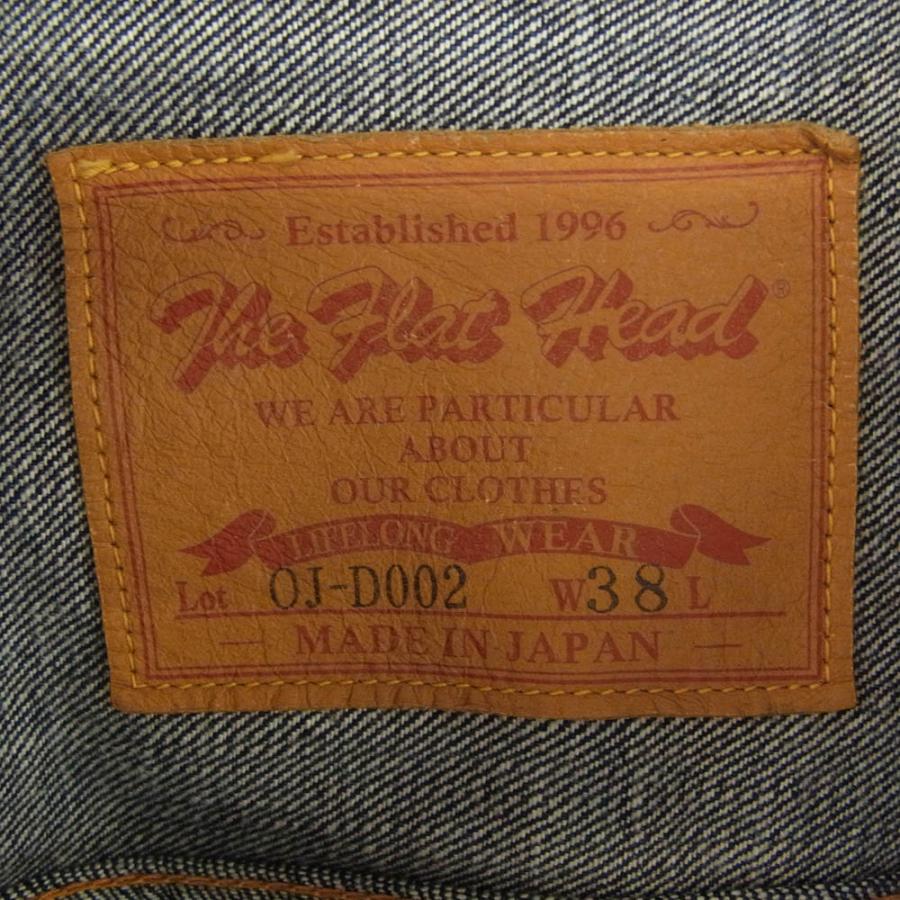 Established 1996
The Flat Head®
WE ARE PARTICULAR
ABOUT
OUR CLOTHES
LIFELONG WEAR
Lot OJ-D002 W38 L
MADE IN JAPAN